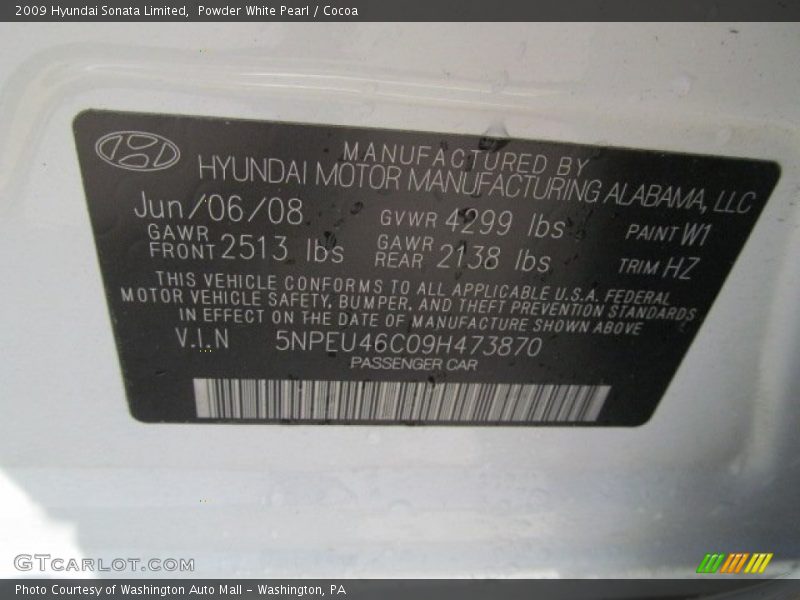 2009 Hyundai Sonata Limited, Powder White Pearl / Cocoa
MANUFACTURED BY
HYUNDAI MOTOR MANUFACTURING ALABAMA, LLC
Jun/06/08 GVWR 4299 lbs PAINT W1
GAWR FRONT 2513 lbs GAWR REAR 2138 lbs TRIM HZ
THIS VEHICLE CONFORMS TO ALL APPLICABLE U.S.A. FEDERAL
MOTOR VEHICLE SAFETY, BUMPER, AND THEFT PREVENTION STANDARDS
IN EFFECT ON THE DATE OF MANUFACTURE SHOWN ABOVE
V.I.N 5NPEU46C09H473870
PASSENGER CAR
GTCARLOT.COM
Photo Courtesy of Washington Auto Mall - Washington, PA